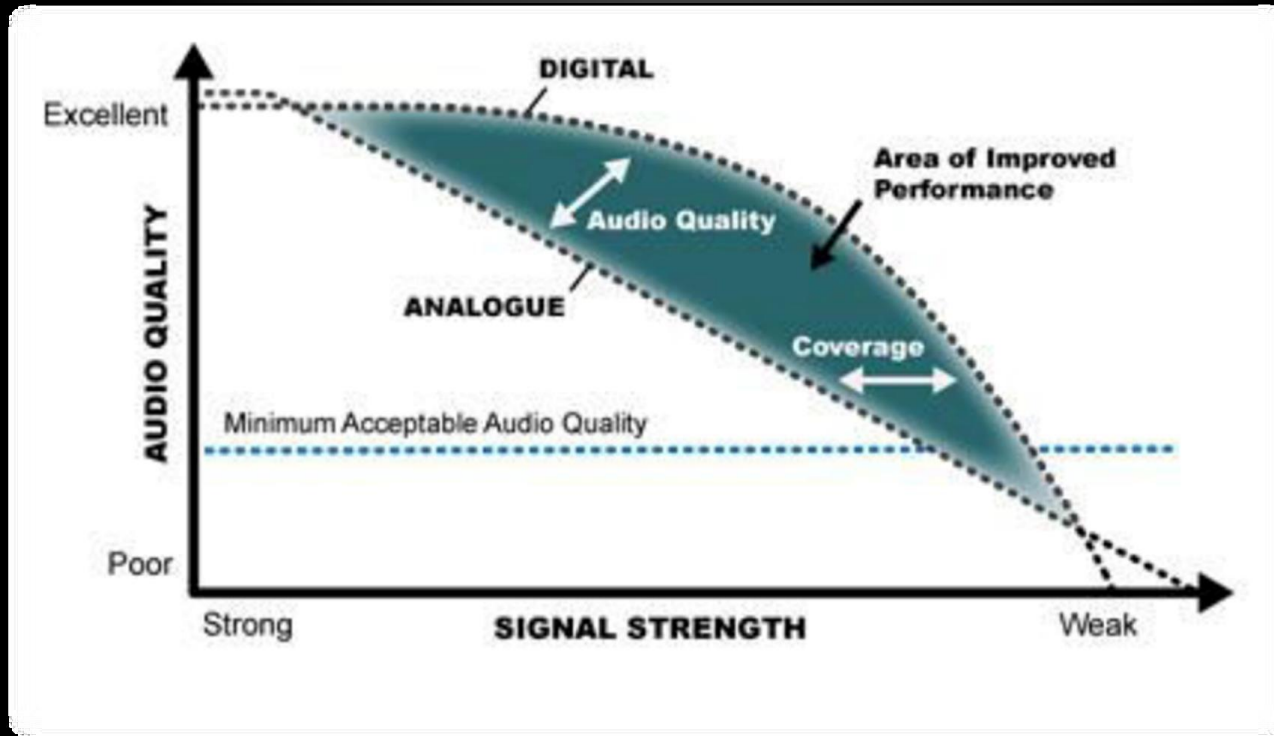 DIGITAL
Excellent
Area of Improved
Performance
Audio Quality
ANALOGUE
Coverage
AUDIO QUALITY
Minimum Acceptable Audio Quality
Poor
Strong
SIGNAL STRENGTH
Weak